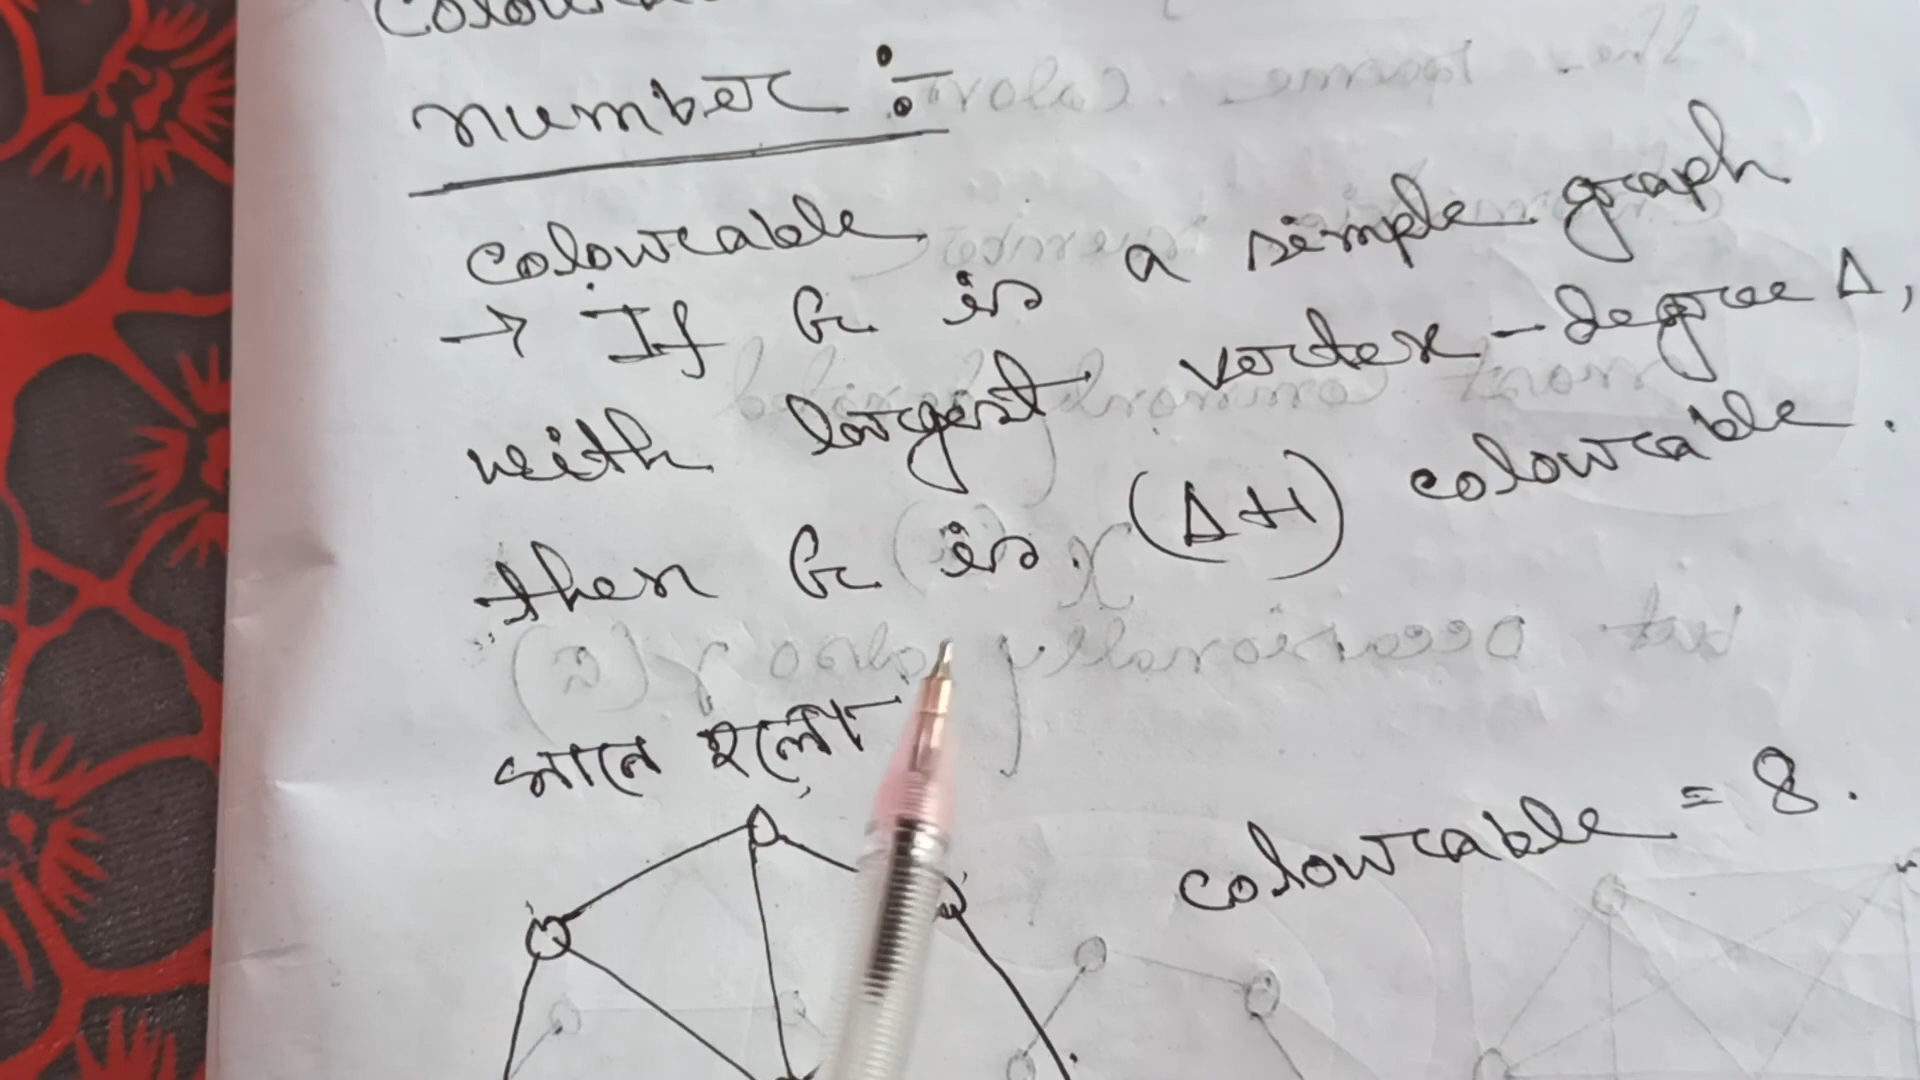 number :-
colourable
→ If G is a simple graph
with largest vertex - degree Δ,
then G is (Δ+1) colourable.
মানে হলো
colourable = 8.